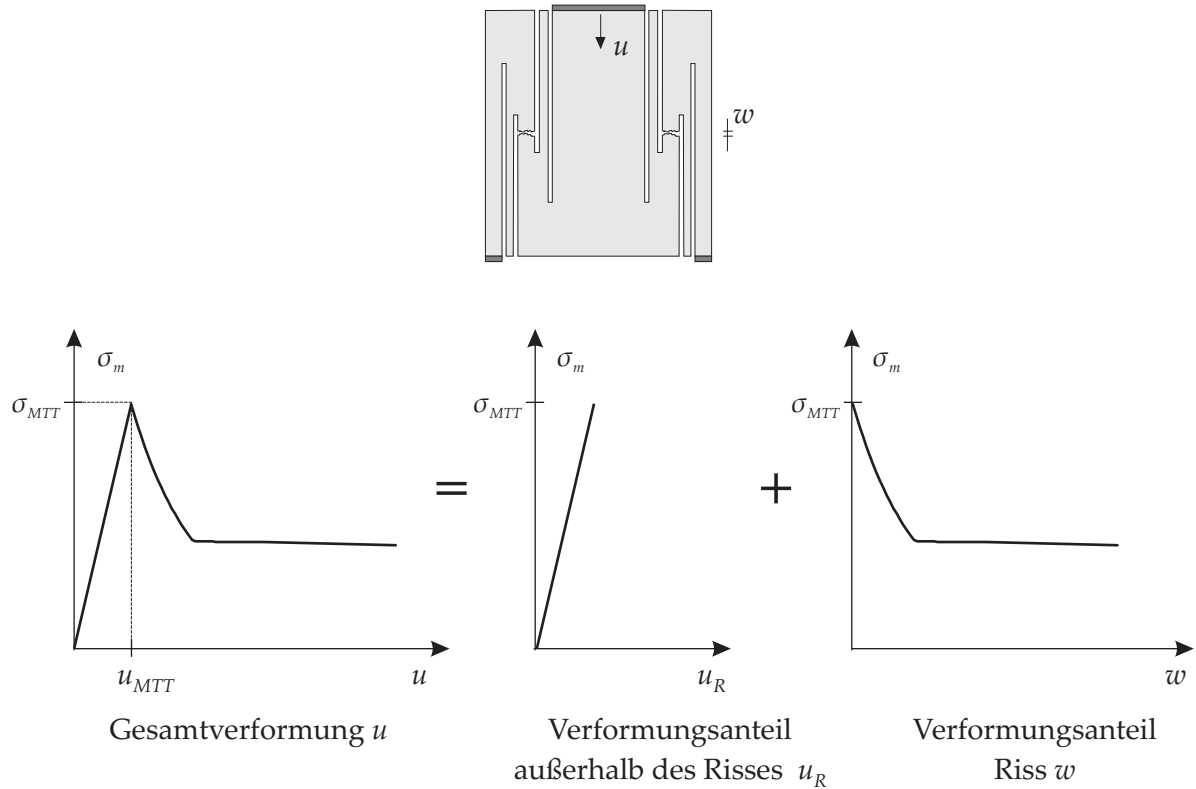 u
w
σ_m
σ_MTT
u_MTT
u
Gesamtverformung u
=
σ_m
σ_MTT
u_R
Verformungsanteil
außerhalb des Risses u_R
+
σ_m
σ_MTT
w
Verformungsanteil
Riss w